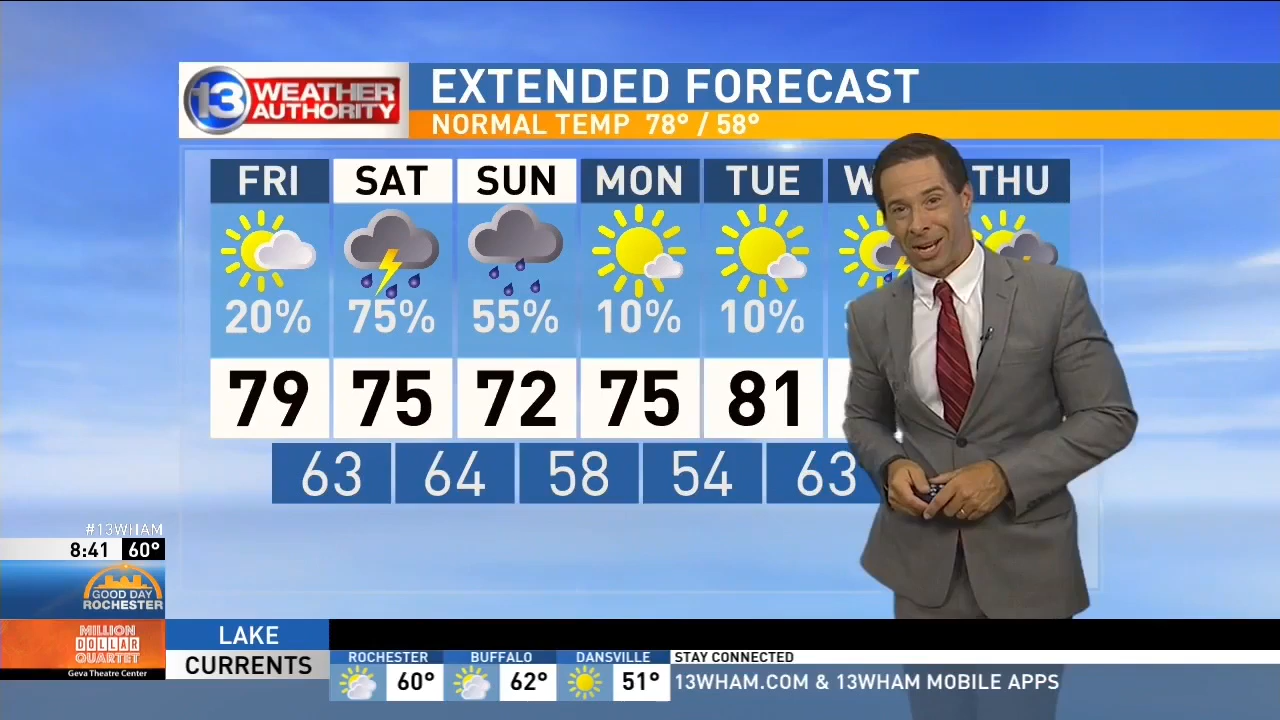 13 WEATHER AUTHORITY
EXTENDED FORECAST
NORMAL TEMP 78° / 58°
FRI SAT SUN MON TUE THU
20% 75% 55% 10% 10%
79 75 72 75 81
63 64 58 54 63
#13WHAM
8:41 60°
GOOD DAY
ROCHESTER
MILLION
DOLLAR
QUARTET
Geva Theatre Center
LAKE
CURRENTS
ROCHESTER BUFFALO DANSVILLE STAY CONNECTED
60° 62° 51° 13WHAM.COM & 13WHAM MOBILE APPS